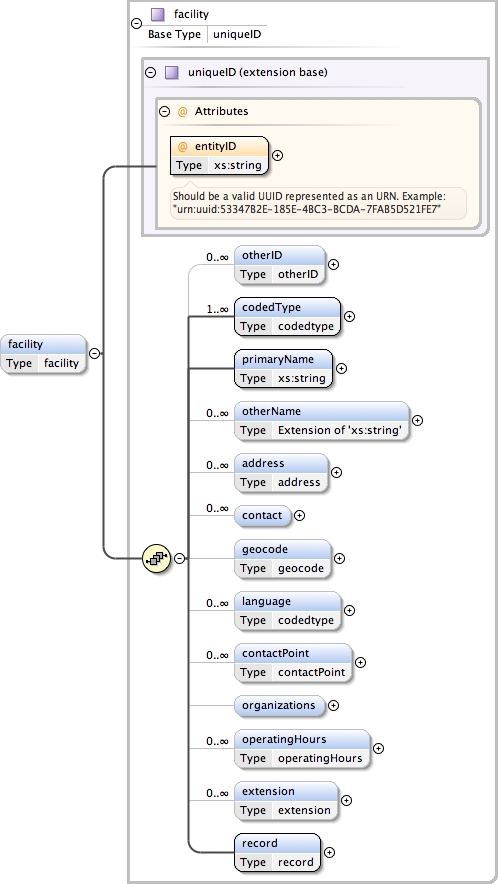 facility
Base Type uniqueID
uniqueID (extension base)
@ Attributes
@ entityID
Type xs:string
Should be a valid UUID represented as an URN. Example:
"urn:uuid:53347B2E-185E-4BC3-BCDA-7FAB5D521FE7"
facility
Type facility
0..∞ otherID
Type otherID
1..∞ codedType
Type codedtype
primaryName
Type xs:string
0..∞ otherName
Type Extension of 'xs:string'
0..∞ address
Type address
0..∞ contact
geocode
Type geocode
0..∞ language
Type codedtype
0..∞ contactPoint
Type contactPoint
organizations
0..∞ operatingHours
Type operatingHours
0..∞ extension
Type extension
record
Type record